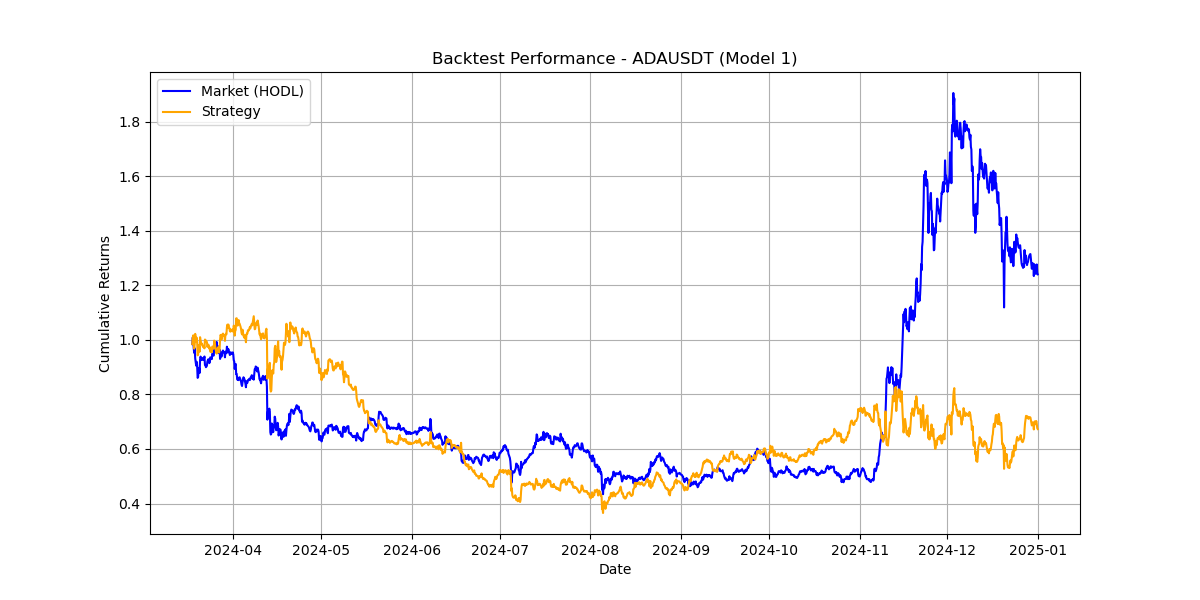 Backtest Performance - ADAUSDT (Model 1)
Market (HODL)
Strategy
Cumulative Returns
1.8
1.6
1.4
1.2
1.0
0.8
0.6
0.4
2024-04 2024-05 2024-06 2024-07 2024-08 2024-09 2024-10 2024-11 2024-12 2025-01
Date